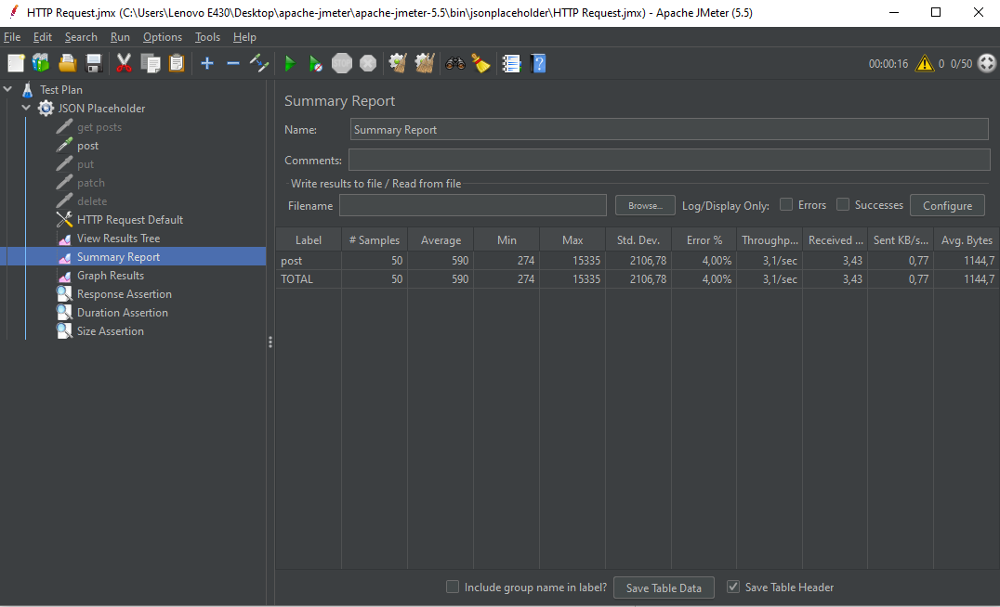 HTTP Request.jmx (C:\Users\Lenovo E430\Desktop\apache-jmeter\apache-jmeter-5.5\bin\jsonplaceholder\HTTP Request.jmx) - Apache JMeter (5.5)
File Edit Search Run Options Tools Help
STOP 00:00:16 0 0/50
Test Plan
JSON Placeholder
get posts
post
put
patch
delete
HTTP Request Default
View Results Tree
Summary Report
Graph Results
Response Assertion
Duration Assertion
Size Assertion
Summary Report
Name: Summary Report
Comments:
Write results to file / Read from file
Filename Browse... Log/Display Only: Errors Successes Configure
Label # Samples Average Min Max Std. Dev. Error % Throughp... Received ... Sent KB/s... Avg. Bytes
post 50 590 274 15335 2106,78 4,00% 3,1/sec 3,43 0,77 1144,7
TOTAL 50 590 274 15335 2106,78 4,00% 3,1/sec 3,43 0,77 1144,7
Include group name in label? Save Table Data Save Table Header